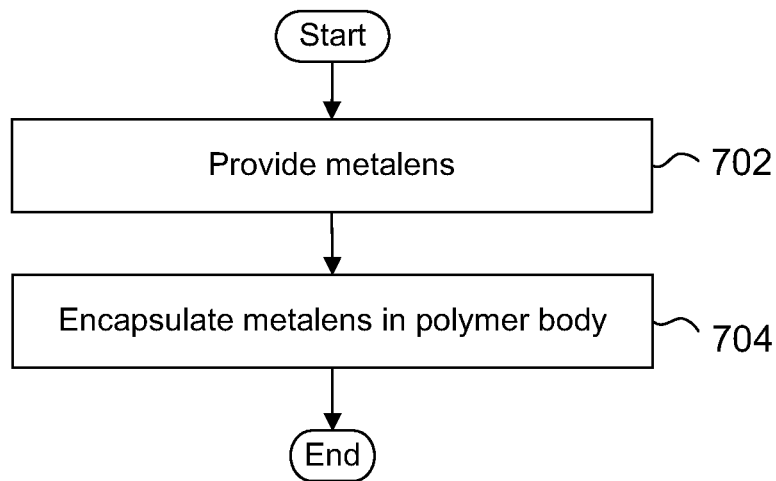 Start
Provide metalens
702
Encapsulate metalens in polymer body
704
End